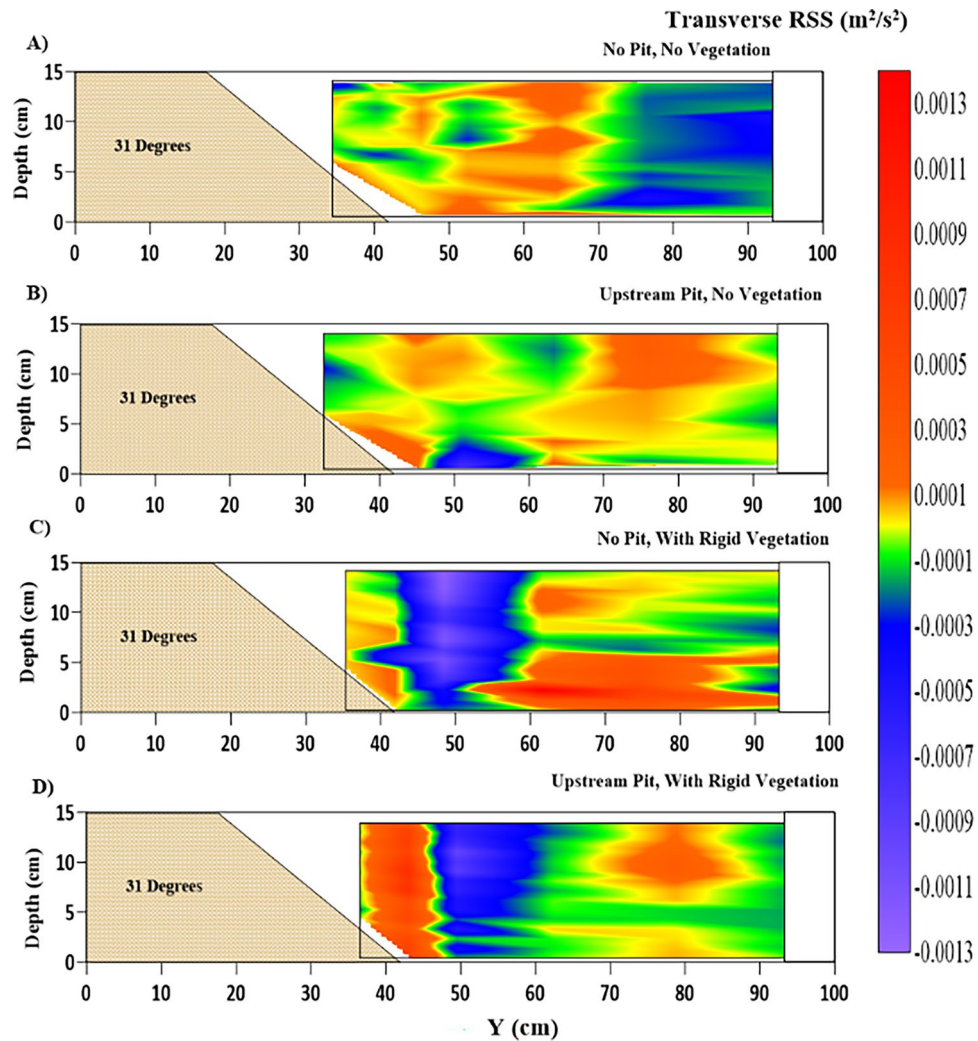 Transverse RSS (m²/s²)
A)
No Pit, No Vegetation
15
10
5
0
Depth (cm)
31 Degrees
0 10 20 30 40 50 60 70 80 90 100
B)
Upstream Pit, No Vegetation
15
10
5
0
Depth (cm)
31 Degrees
0 10 20 30 40 50 60 70 80 90 100
C)
No Pit, With Rigid Vegetation
15
10
5
0
Depth (cm)
31 Degrees
0 10 20 30 40 50 60 70 80 90 100
D)
Upstream Pit, With Rigid Vegetation
15
10
5
0
Depth (cm)
31 Degrees
0 10 20 30 40 50 60 70 80 90 100
Y (cm)
0.0013
0.0011
0.0009
0.0007
0.0005
0.0003
0.0001
-0.0001
-0.0003
-0.0005
-0.0007
-0.0009
-0.0011
-0.0013